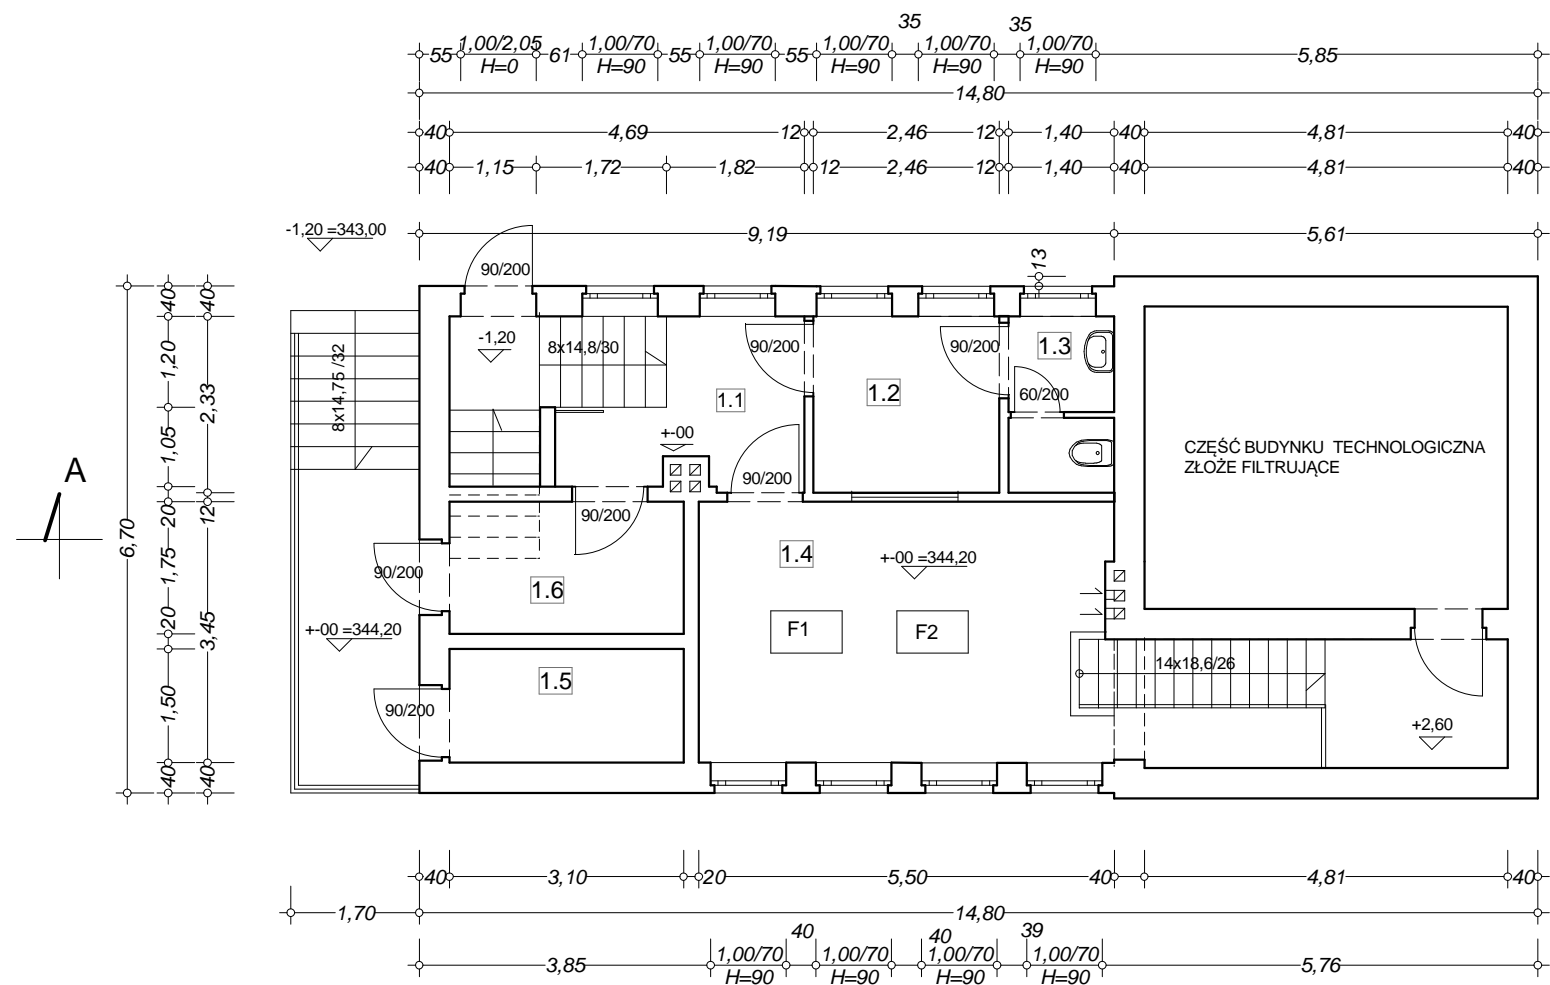 35 35
55 1,00/2,05 61 1,00/70 55 1,00/70 55 1,00/70 1,00/70 1,00/70 5,85
H=0 H=90 H=90 H=90 H=90 H=90
14,80
40 4,69 12 2,46 12 1,40 40 4,81 40
40 1,15 1,72 1,82 12 2,46 12 1,40 40 4,81 40
-1,20 =343,00
9,19 5,61
13
90/200
40 40
-1,20
8x14,8/30
90/200
90/200
1.3
1,20
8x14,75 /32
2,33
60/200
1.1
1.2
+-00
1,05
CZĘŚĆ BUDYNKU TECHNOLOGICZNA
ZŁOŻE FILTRUJĄCE
A
90/200
6,70
20 12
90/200
1.4
+-00 =344,20
1,75
90/200
1.6
20
3,45
+-00 =344,20
F1
F2
14x18,6/26
1.5
1,50
90/200
+2,60
40 40
40 3,10 20 5,50 40 4,81 40
1,70 14,80
40 40 39
3,85 1,00/70 1,00/70 1,00/70 1,00/70 5,76
H=90 H=90 H=90 H=90